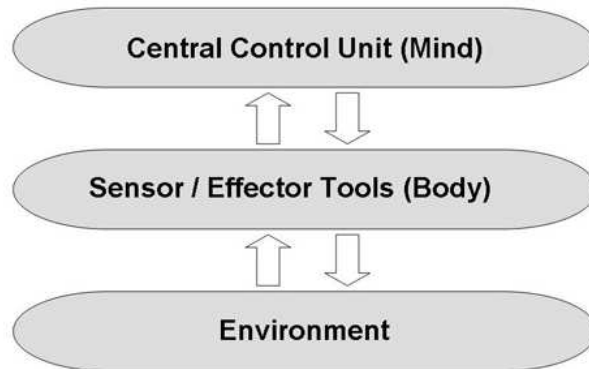 Central Control Unit (Mind)
Sensor / Effector Tools (Body)
Environment